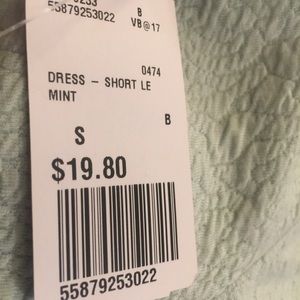 55879253022 B
VB@17
0474
DRESS – SHORT LE
MINT
S B
$19.80
55879253022